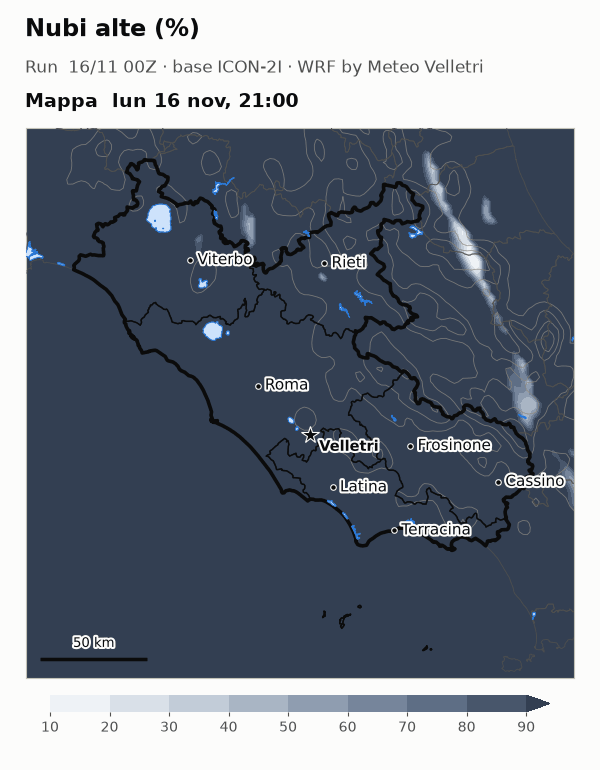 Nubi alte (%)
Run  16/11 00Z · base ICON-2I · WRF by Meteo Velletri
Mappa  lun 16 nov, 21:00
Viterbo
Rieti
Roma
Velletri
Frosinone
Cassino
Latina
Terracina
50 km
10 20 30 40 50 60 70 80 90